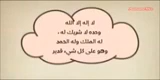 لا إله إلا الله
وحده لا شريك له ،
له الملك وله الحمد
وهو على كل شيء قدير